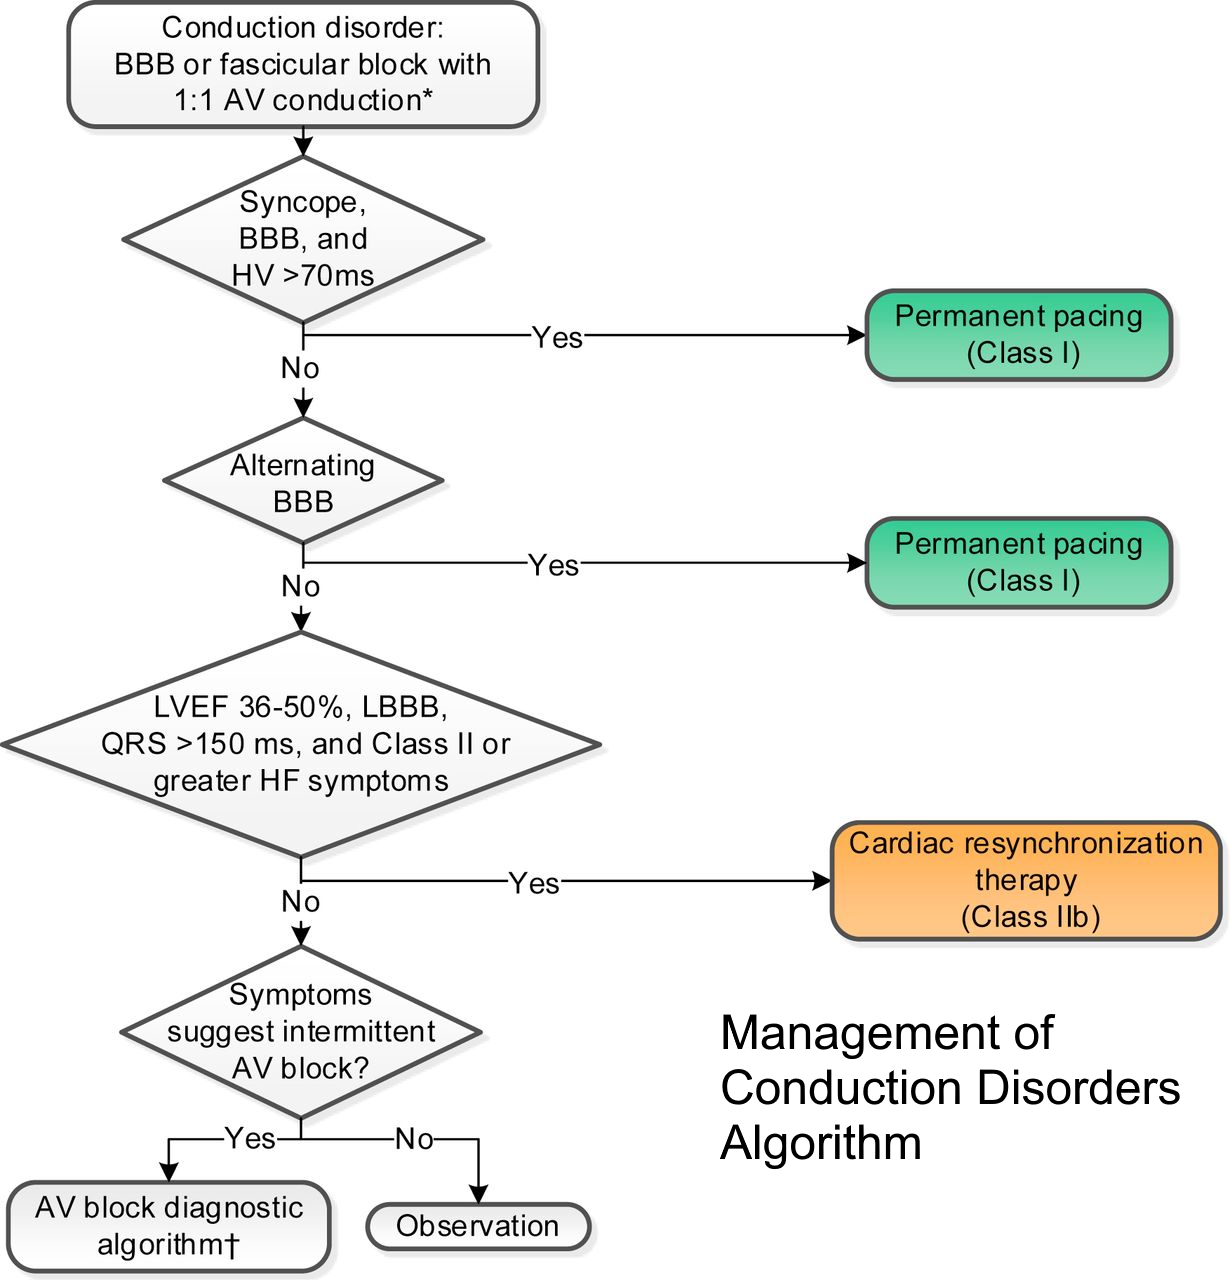 Conduction disorder:
BBB or fascicular block with
1:1 AV conduction*
Syncope,
BBB, and
HV >70ms
Yes
Permanent pacing
(Class I)
No
Alternating
BBB
Yes
Permanent pacing
(Class I)
No
LVEF 36-50%, LBBB,
QRS >150 ms, and Class II or
greater HF symptoms
Yes
Cardiac resynchronization
therapy
(Class IIb)
No
Symptoms
suggest intermittent
AV block?
Yes
No
AV block diagnostic
algorithm†
Observation
Management of
Conduction Disorders
Algorithm